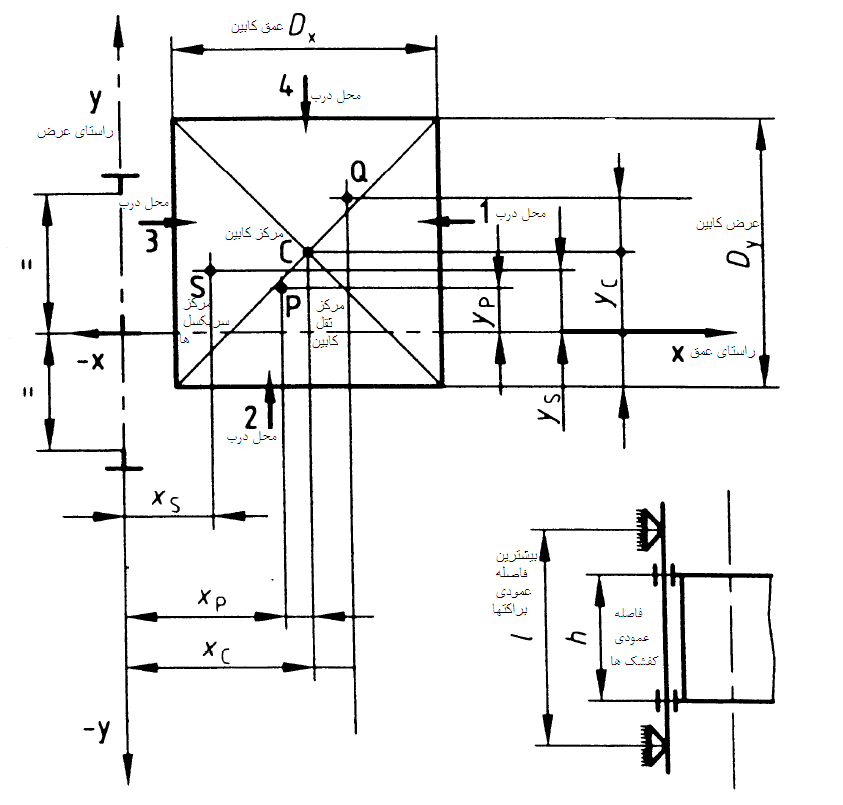 عمق کابین Dx
4 محل درب
y
راستای عرض
Q
محل درب
3
1 محل درب
عرض کابین
Dy
مرکز کابین
C
S
P
مرکز
سربکسل
ها
مرکز
ثقل
کابین
yP
yC
=
-x
x راستای عمق
=
2
محل درب
yS
xS
بیشترین
فاصله
عمودی
براکتها
l
h
فاصله
عمودی
کفشک ها
xP
xC
-y